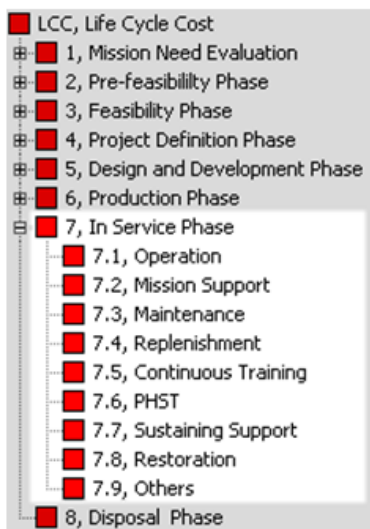 LCC, Life Cycle Cost
1, Mission Need Evaluation
2, Pre-feasibililty Phase
3, Feasibility Phase
4, Project Definition Phase
5, Design and Development Phase
6, Production Phase
7, In Service Phase
7.1, Operation
7.2, Mission Support
7.3, Maintenance
7.4, Replenishment
7.5, Continuous Training
7.6, PHST
7.7, Sustaining Support
7.8, Restoration
7.9, Others
8, Disposal Phase